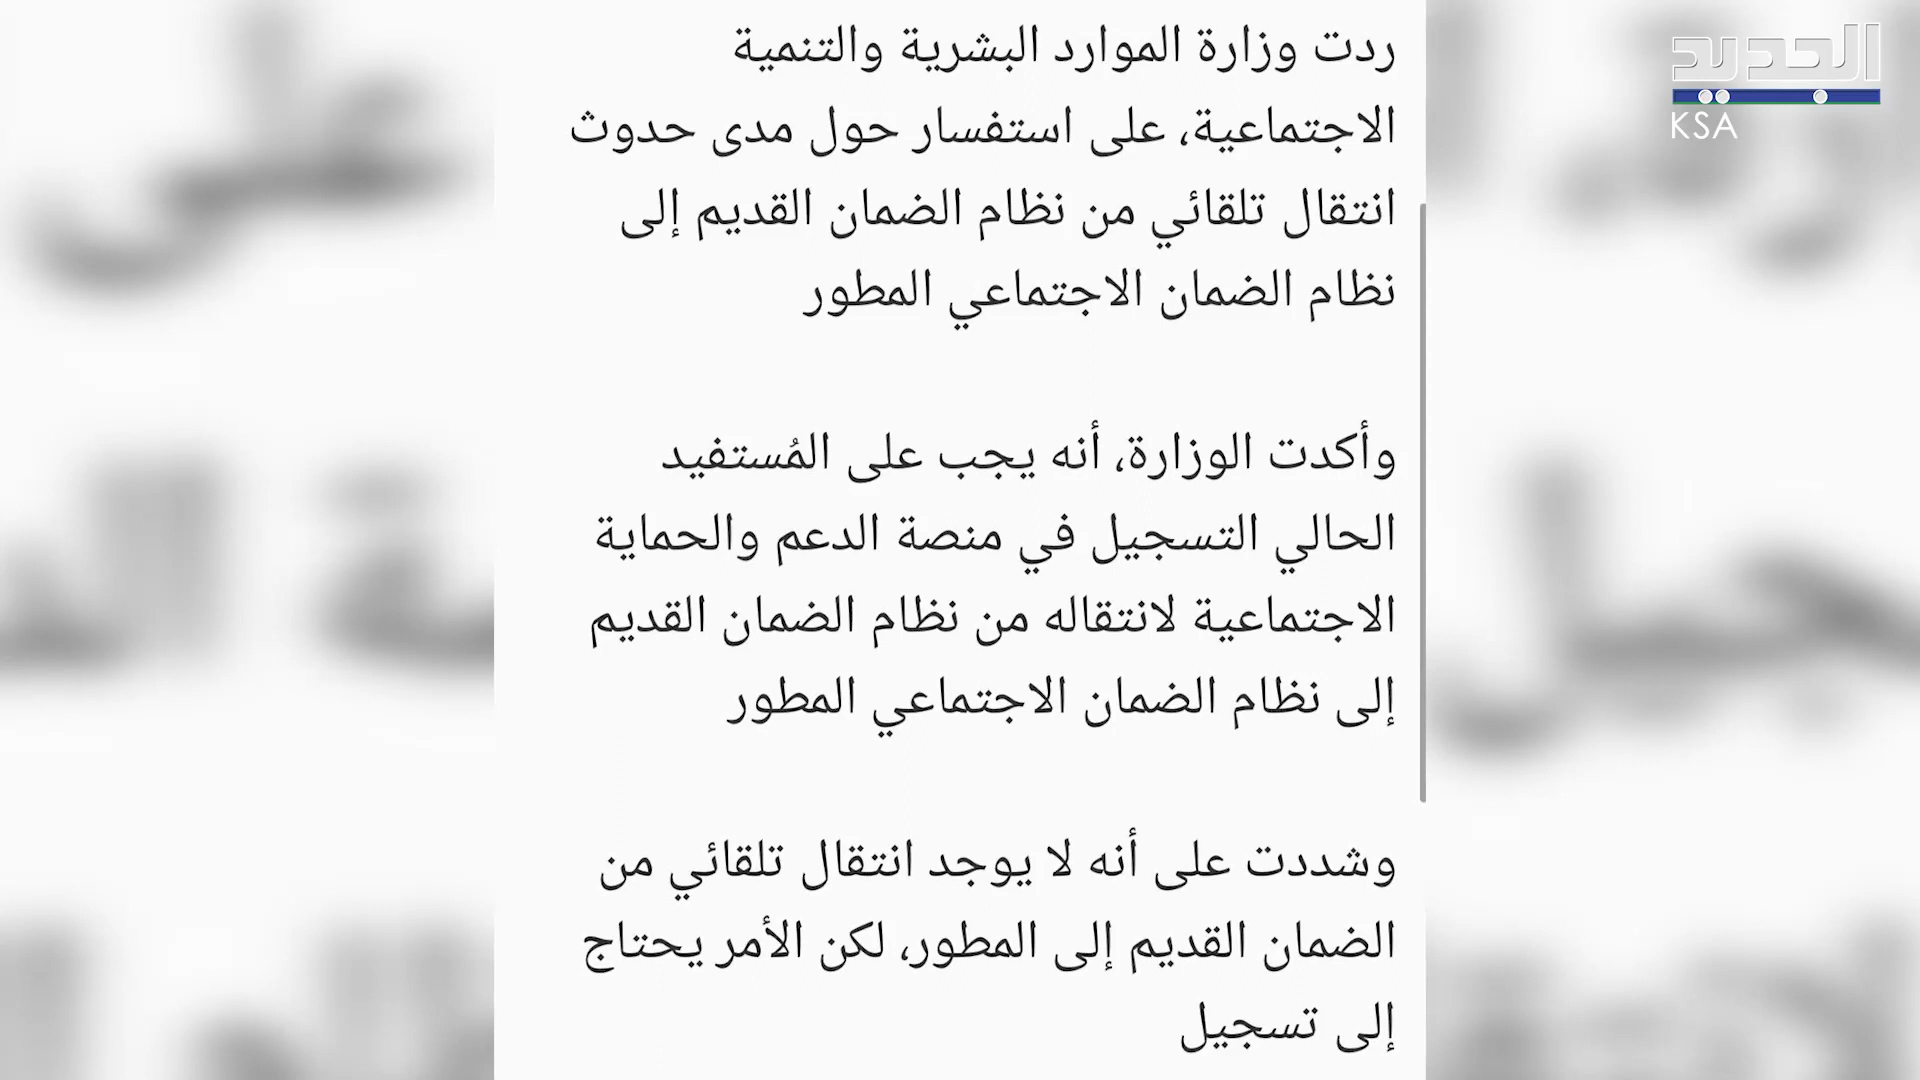 الجديد
KSA
ردت وزارة الموارد البشرية والتنمية
الاجتماعية، على استفسار حول مدى حدوث
انتقال تلقائي من نظام الضمان القديم إلى
نظام الضمان الاجتماعي المطور
وأكدت الوزارة، أنه يجب على المُستفيد
الحالي التسجيل في منصة الدعم والحماية
الاجتماعية لانتقاله من نظام الضمان القديم
إلى نظام الضمان الاجتماعي المطور
وشددت على أنه لا يوجد انتقال تلقائي من
الضمان القديم إلى المطور، لكن الأمر يحتاج
إلى تسجيل